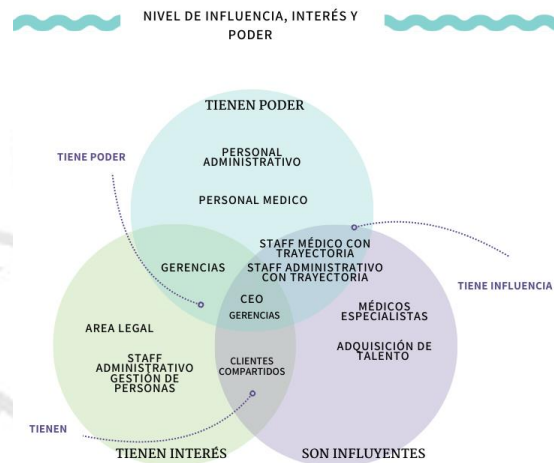 NIVEL DE INFLUENCIA, INTERÉS Y
PODER
TIENEN PODER
TIENE PODER
PERSONAL
ADMINISTRATIVO
PERSONAL MEDICO
STAFF MÉDICO CON
TRAYECTORIA
GERENCIAS
STAFF ADMINISTRATIVO
CON TRAYECTORIA
TIENE INFLUENCIA
CEO
GERENCIAS
MÉDICOS
ESPECIALISTAS
AREA LEGAL
ADQUISICIÓN DE
TALENTO
STAFF
ADMINISTRATIVO
GESTIÓN DE
PERSONAS
CLIENTES
COMPARTIDOS
TIENEN
TIENEN INTERÉS
SON INFLUYENTES